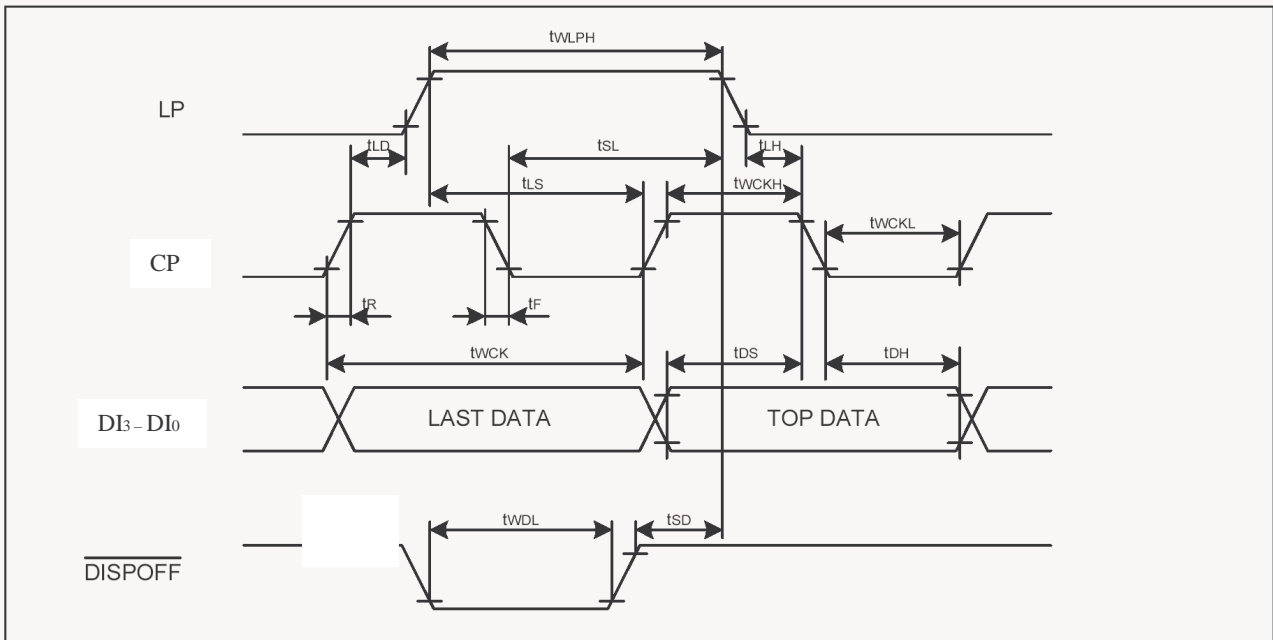 tWLPH
LP
tLD
tSL
tLH
tLS
tWCKH
tWCKL
CP
tR
tF
tWCK
tDS
tDH
DI3 – DI0
LAST DATA
TOP DATA
tWDL
tSD
DISPOFF